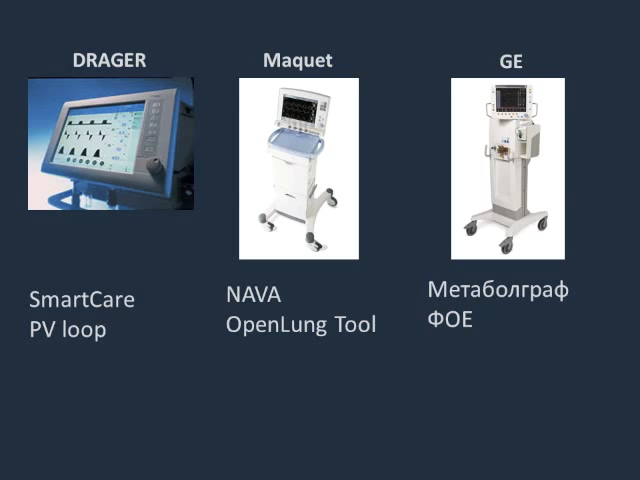 DRAGER
Maquet
GE
SmartCare
PV loop
NAVA
OpenLung Tool
Метаболграф
ФОЕ